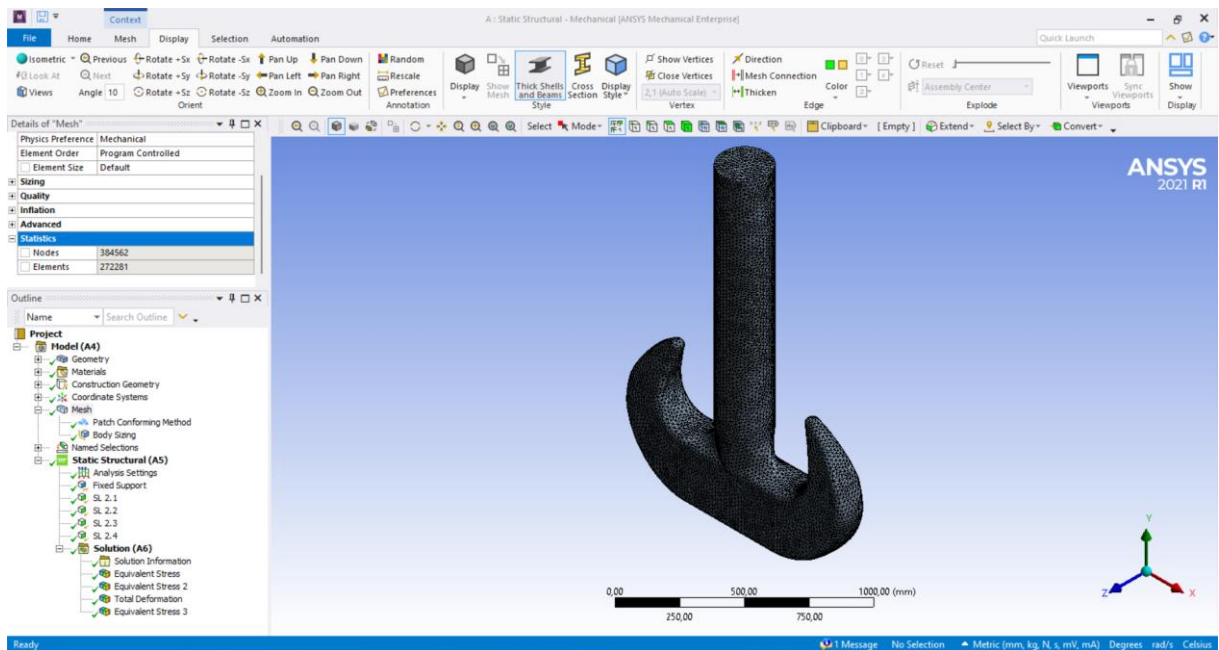 Context
A : Static Structural - Mechanical [ANSYS Mechanical Enterprise]
File Home Mesh Display Selection Automation
Quick Launch
Isometric Previous Rotate +Sx Rotate -Sx Pan Up Pan Down Random
Look At Next Rotate +Sy Rotate -Sy Pan Left Pan Right Rescale
Views Angle 10 Rotate +Sz Rotate -Sz Zoom In Zoom Out Preferences
Orient Annotation
Display Show Mesh Thick Shells and Beams Cross Section Display Style
Style
Show Vertices
Close Vertices
2,1 (Auto Scale)
Vertex
Direction
Mesh Connection
Thicken
Color
Edge
Reset
Assembly Center
Explode
Viewports Sync Viewports
Viewports
Show
Display
Details of "Mesh"
Select Mode Clipboard [ Empty ] Extend Select By Convert
Physics Preference Mechanical
Element Order Program Controlled
Element Size Default
Sizing
Quality
Inflation
Advanced
Statistics
Nodes 384562
Elements 272281
Outline
Name Search Outline
Project
Model (A4)
Geometry
Materials
Construction Geometry
Coordinate Systems
Mesh
Patch Conforming Method
Body Sizing
Named Selections
Static Structural (A5)
Analysis Settings
Fixed Support
SL 2.1
SL 2.2
SL 2.3
SL 2.4
Solution (A6)
Solution Information
Equivalent Stress
Equivalent Stress 2
Total Deformation
Equivalent Stress 3
ANSYS
2021 R1
Y
Z X
0,00 500,00 1000,00 (mm)
250,00 750,00
Ready
1 Message No Selection Metric (mm, kg, N, s, mV, mA) Degrees rad/s Celsius